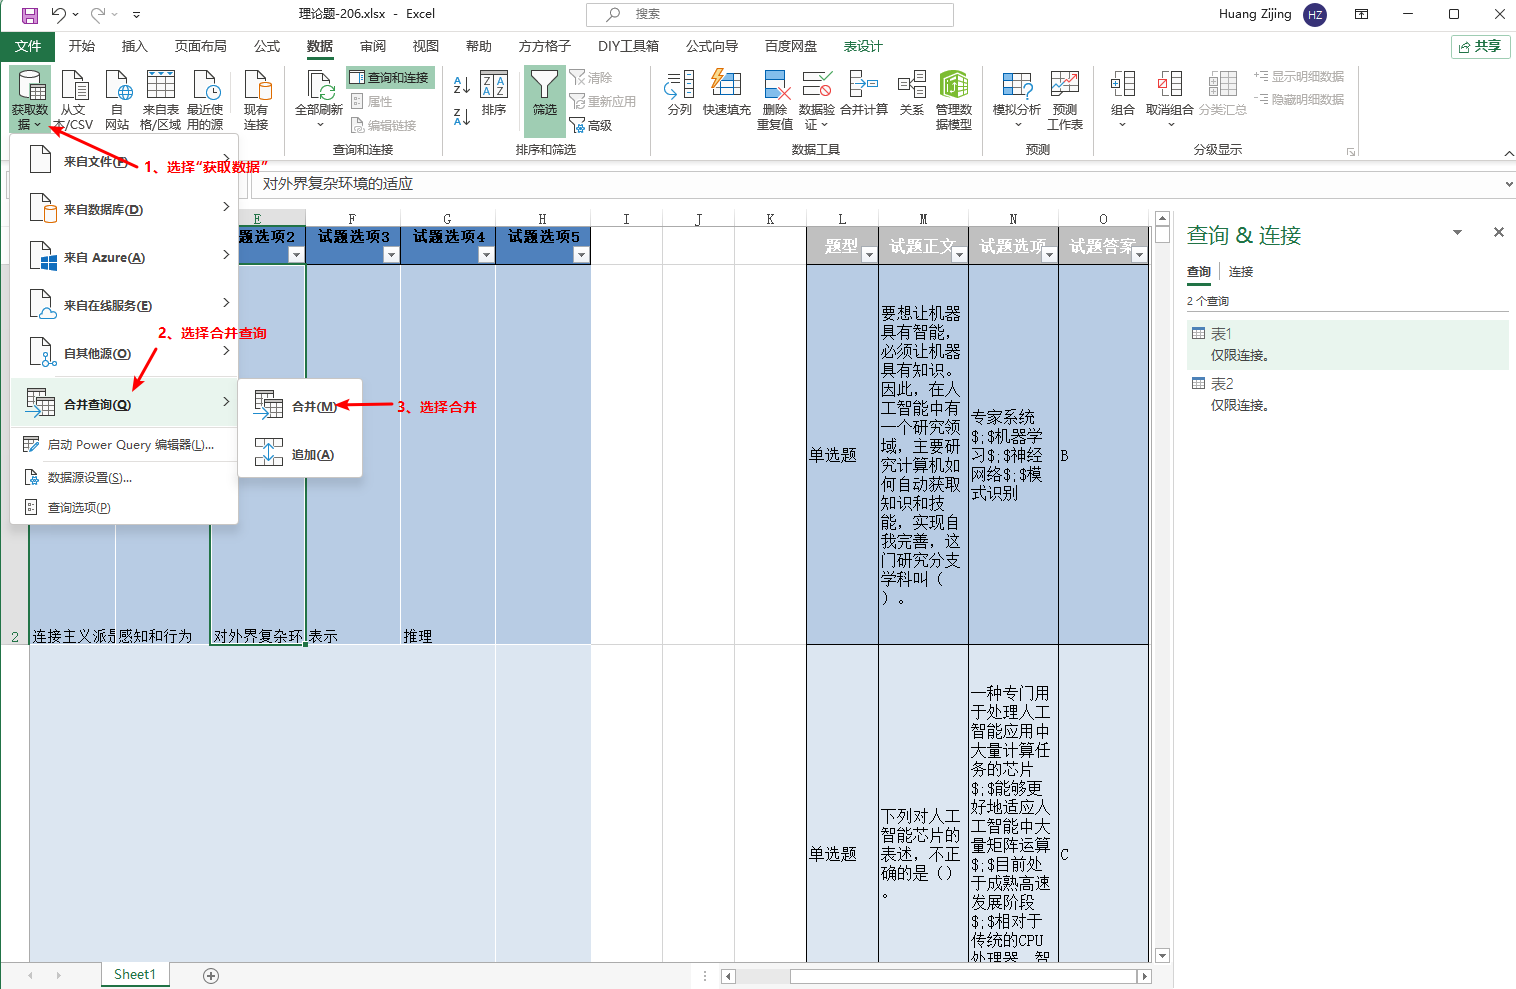 理论题-206.xlsx - Excel
搜索
Huang Zijing
HZ
文件
开始
插入
页面布局
公式
数据
审阅
视图
帮助
方方格子
DIY工具箱
公式向导
百度网盘
表设计
共享
获取数
据
从文
本/CSV
自
网站
来自表
格/区域
最近使
用的源
现有
连接
全部刷新
查询和连接
属性
编辑链接
查询和连接
排序
筛选
清除
重新应用
高级
排序和筛选
分列
快速填充
删除
重复值
数据验
证
合并计算
关系
管理数
据模型
数据工具
模拟分析
预测
工作表
预测
组合
取消组合
分类汇总
显示明细数据
隐藏明细数据
分级显示
1、选择“获取数据”
对外界复杂环境的适应
来自文件(F)
来自数据库(D)
来自 Azure(A)
来自在线服务(E)
自其他源(O)
合并查询(Q)
启动 Power Query 编辑器(L)...
数据源设置(S)...
查询选项(P)
2、选择合并查询
合并(M)
追加(A)
3、选择合并
E
F
G
H
I
J
K
L
M
N
O
题选项2
试题选项3
试题选项4
试题选项5
题型
试题正文
试题选项
试题答案
2
感知和行为
对外界复杂环
表示
推理
单选题
要想让机器
具有智能，
必须让机器
具有知识。
因此，在人
工智能中有
一个研究领
域，主要研
究计算机如
何自动获取
知识和技
能，实现自
我完善，这
门研究分支
学科叫（
）。
专家系统
$;$机器学
习$;$神经
网络$;$模
式识别
B
单选题
下列对人工
智能芯片的
表述，不正
确的是（）
。
一种专门用
于处理人工
智能应用中
大量计算任
务的芯片
$;$能够更
好地适应人
工智能中大
量矩阵运算
$;$目前处
于成熟高速
发展阶段
$;$相对于
传统的CPU
处理器，智
C
查询 & 连接
查询
连接
2 个查询
表1
仅限连接。
表2
仅限连接。
Sheet1